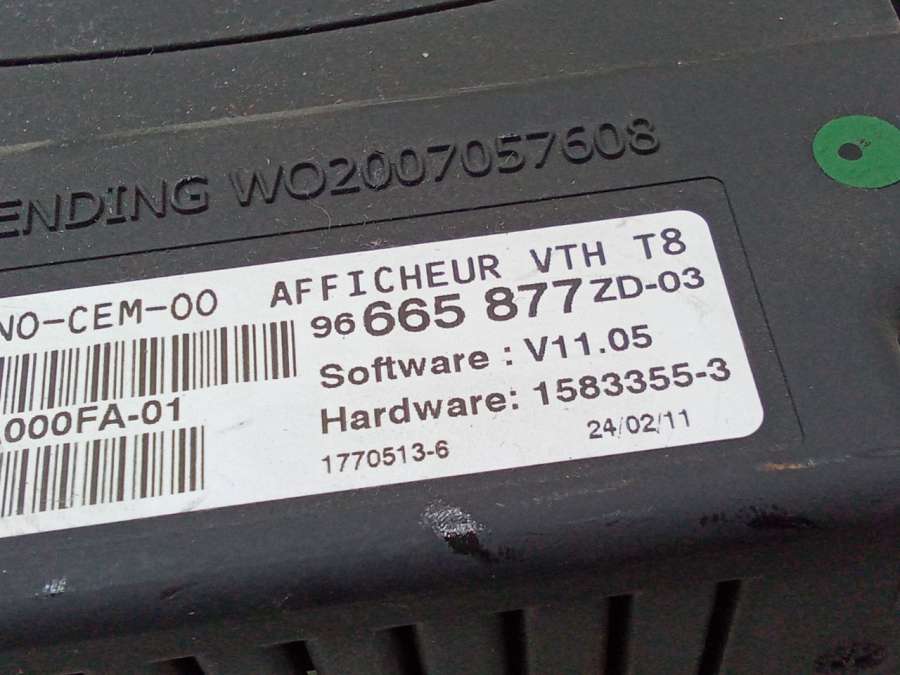 ENDING WO2007057608
NO-CEM-00 AFFICHEUR VTH T8
96 665 877 ZD-03
Software : V11.05
000FA-01 Hardware: 1583355-3
1770513-6 24/02/11